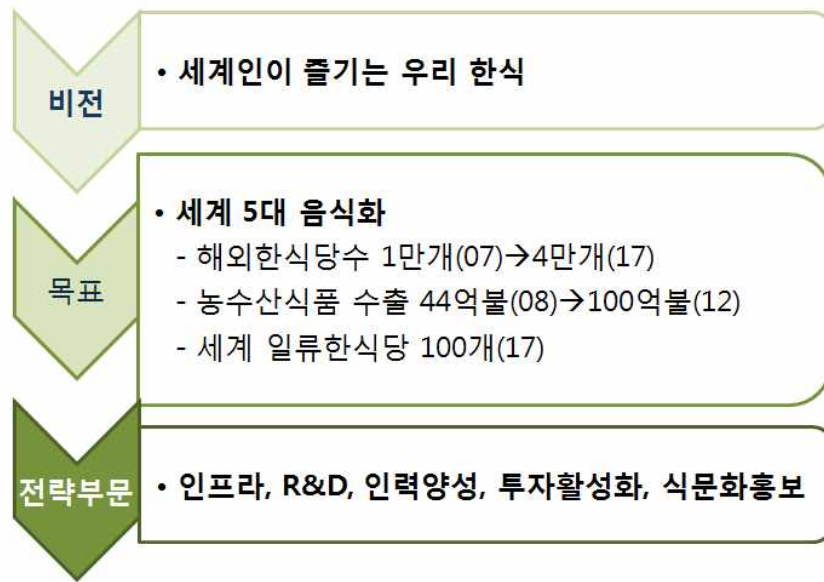 비전
• 세계인이 즐기는 우리 한식
목표
• 세계 5대 음식화
- 해외한식당수 1만개(07)→4만개(17)
- 농수산식품 수출 44억불(08)→100억불(12)
- 세계 일류한식당 100개(17)
전략부문
• 인프라, R&D, 인력양성, 투자활성화, 식문화홍보